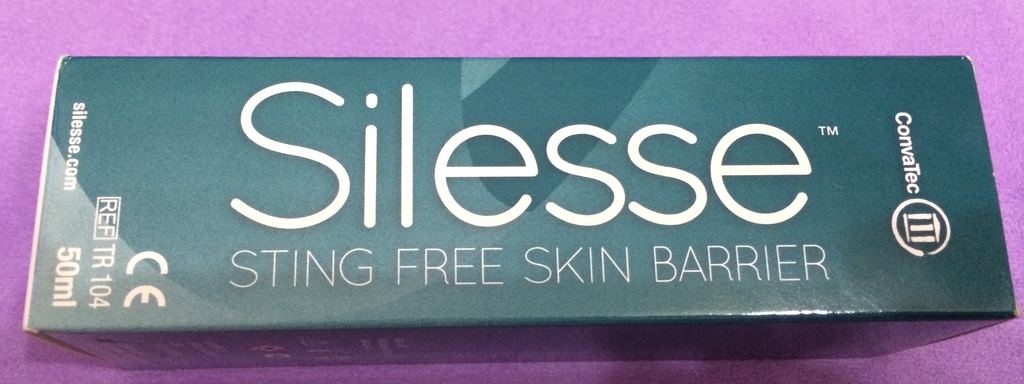 Silesse™
STING FREE SKIN BARRIER
silesse.com
REF TR 104
50ml
CE
ConvaTec